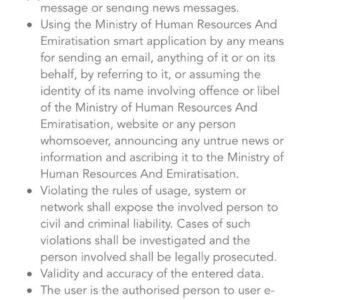 message or sending news messages.
• Using the Ministry of Human Resources And
Emiratisation smart application by any means
for sending an email, anything of it or on its
behalf, by referring to it, or assuming the
identity of its name involving offence or libel
of the Ministry of Human Resources And
Emiratisation, website or any person
whomsoever, announcing any untrue news or
information and ascribing it to the Ministry of
Human Resources And Emiratisation.
• Violating the rules of usage, system or
network shall expose the involved person to
civil and criminal liability. Cases of such
violations shall be investigated and the
person involved shall be legally prosecuted.
• Validity and accuracy of the entered data.
• The user is the authorised person to user e-